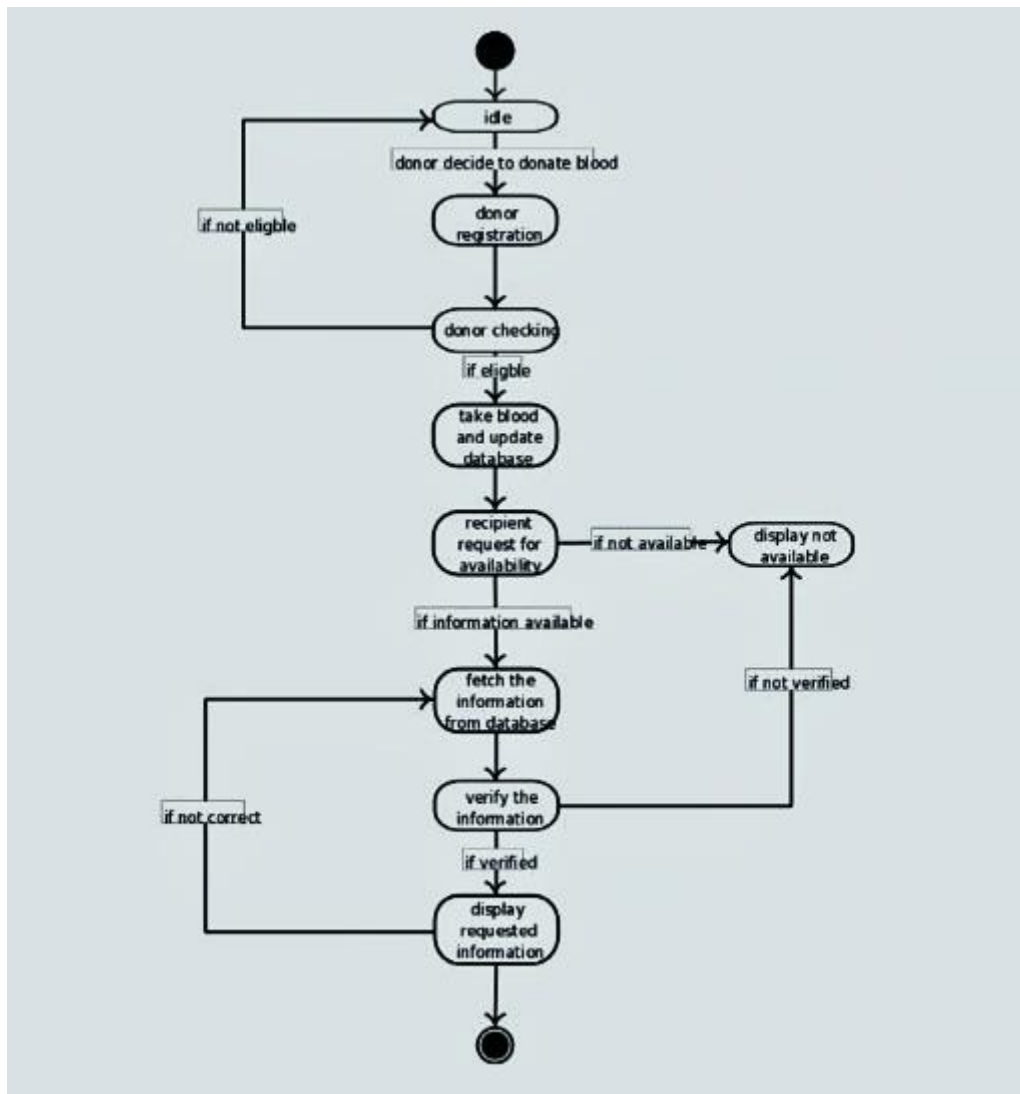 idle
donor decide to donate blood
donor
registration
if not eligble
donor checking
if eligble
take blood
and update
database
recipient
request for
availability
if not available
display not
available
if information available
fetch the
information
from database
if not verified
verify the
information
if not correct
if verified
display
requested
information